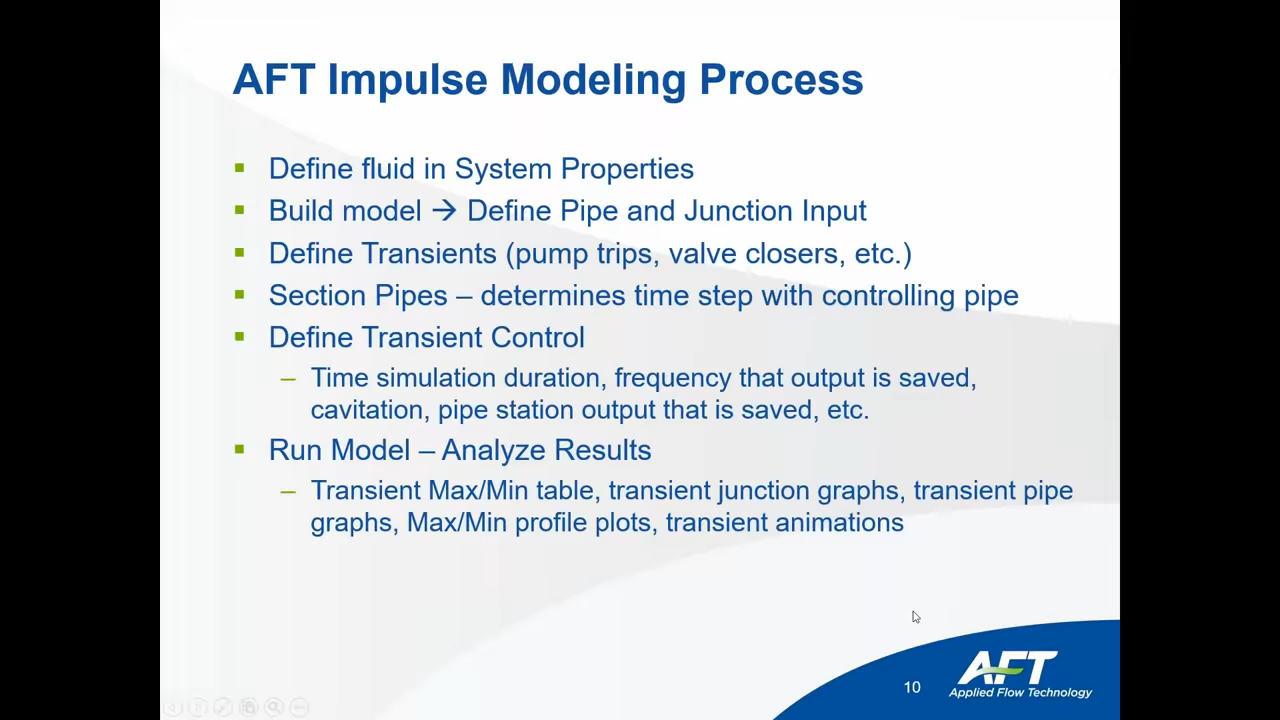 AFT Impulse Modeling Process
▪ Define fluid in System Properties
▪ Build model → Define Pipe and Junction Input
▪ Define Transients (pump trips, valve closers, etc.)
▪ Section Pipes – determines time step with controlling pipe
▪ Define Transient Control
– Time simulation duration, frequency that output is saved,
cavitation, pipe station output that is saved, etc.
▪ Run Model – Analyze Results
– Transient Max/Min table, transient junction graphs, transient pipe
graphs, Max/Min profile plots, transient animations
10
AFT
Applied Flow Technology